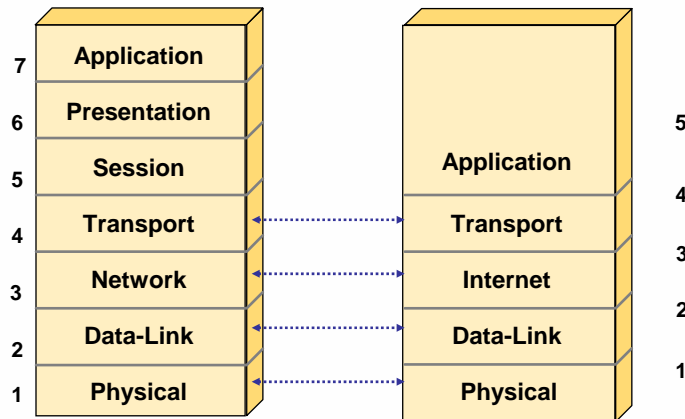 7 Application
6 Presentation
5 Session
4 Transport
3 Network
2 Data-Link
1 Physical
Application 5
Transport 4
Internet 3
Data-Link 2
Physical 1